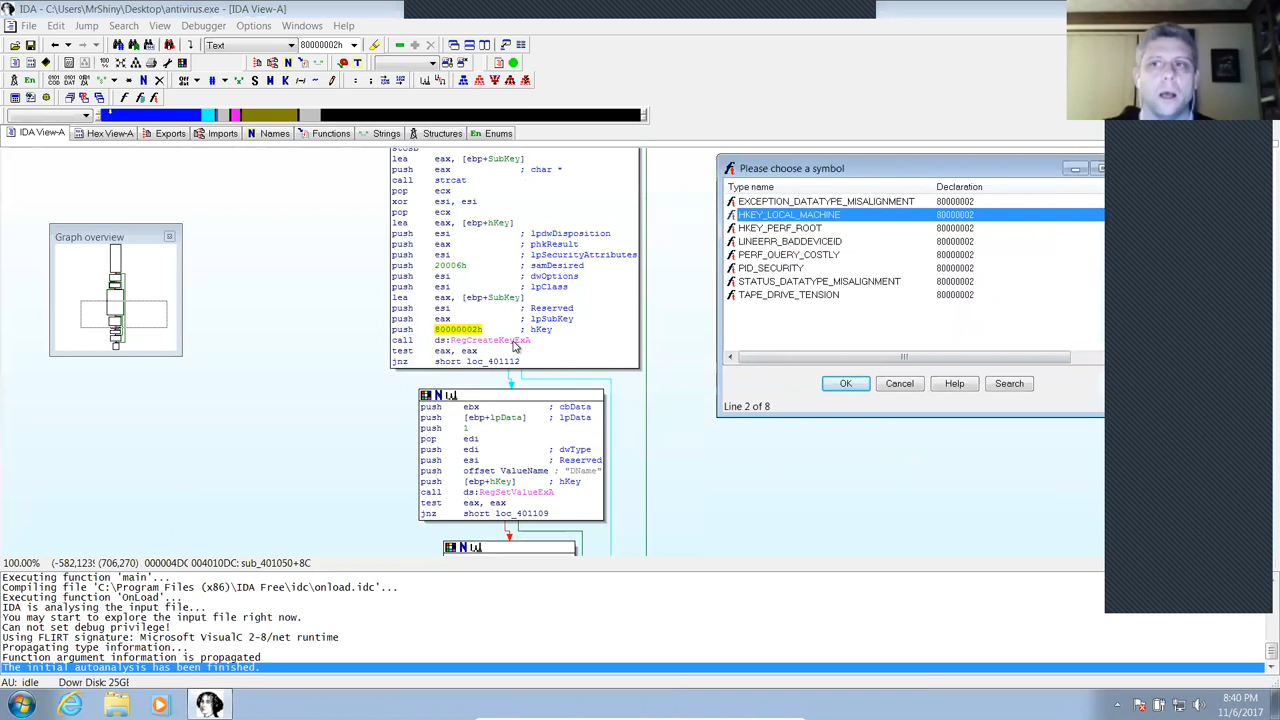 IDA - C:\Users\MrShiny\Desktop\antivirus.exe - [IDA View-A]
File Edit Jump Search View Debugger Options Windows Help
Text 80000002h
En
IDA View-A Hex View-A Exports Imports Names Functions Strings Structures Enums
Graph overview
stosb
lea eax, [ebp+SubKey]
push eax ; char *
call strcat
pop ecx
xor esi, esi
pop ecx
lea eax, [ebp+hKey]
push esi ; lpdwDisposition
push eax ; phkResult
push esi ; lpSecurityAttributes
push 20006h ; samDesired
push esi ; dwOptions
push esi ; lpClass
lea eax, [ebp+SubKey]
push esi ; Reserved
push eax ; lpSubKey
push 80000002h ; hKey
call ds:RegCreateKeyExA
test eax, eax
jnz short loc_401112
push ebx ; cbData
push [ebp+lpData] ; lpData
push 1
pop edi
push edi ; dwType
push esi ; Reserved
push offset ValueName ; "DName"
push [ebp+hKey] ; hKey
call ds:RegSetValueExA
test eax, eax
jnz short loc_401109
Please choose a symbol
Type name Declaration
EXCEPTION_DATATYPE_MISALIGNMENT 80000002
HKEY_LOCAL_MACHINE 80000002
HKEY_PERF_ROOT 80000002
LINEERR_BADDEVICEID 80000002
PERF_QUERY_COSTLY 80000002
PID_SECURITY 80000002
STATUS_DATATYPE_MISALIGNMENT 80000002
TAPE_DRIVE_TENSION 80000002
OK Cancel Help Search
Line 2 of 8
100.00% (-582,123 (706,270) 000004DC 004010DC: sub_401050+8C
Executing function 'main'...
Compiling file 'C:\Program Files (x86)\IDA Free\idc\onload.idc'...
Executing function 'OnLoad'...
IDA is analysing the input file...
You may start to explore the input file right now.
Can not set debug privilege!
Using FLIRT signature: Microsoft VisualC 2-8/net runtime
Propagating type information...
Function argument information is propagated
The initial autoanalysis has been finished.
AU: idle Down Disk: 25GB
8:40 PM
11/6/2017